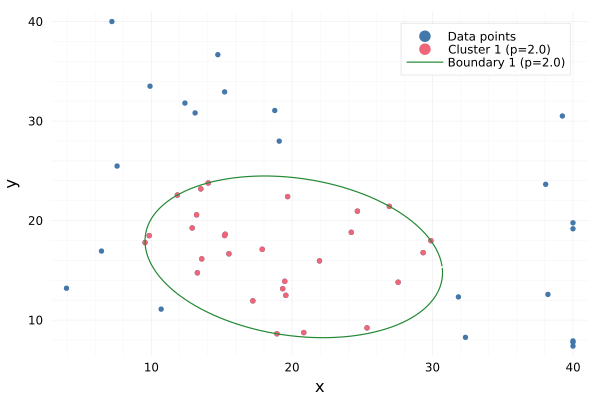 40
Data points
Cluster 1 (p=2.0)
Boundary 1 (p=2.0)
30
y
20
10
10 20 30 40
x